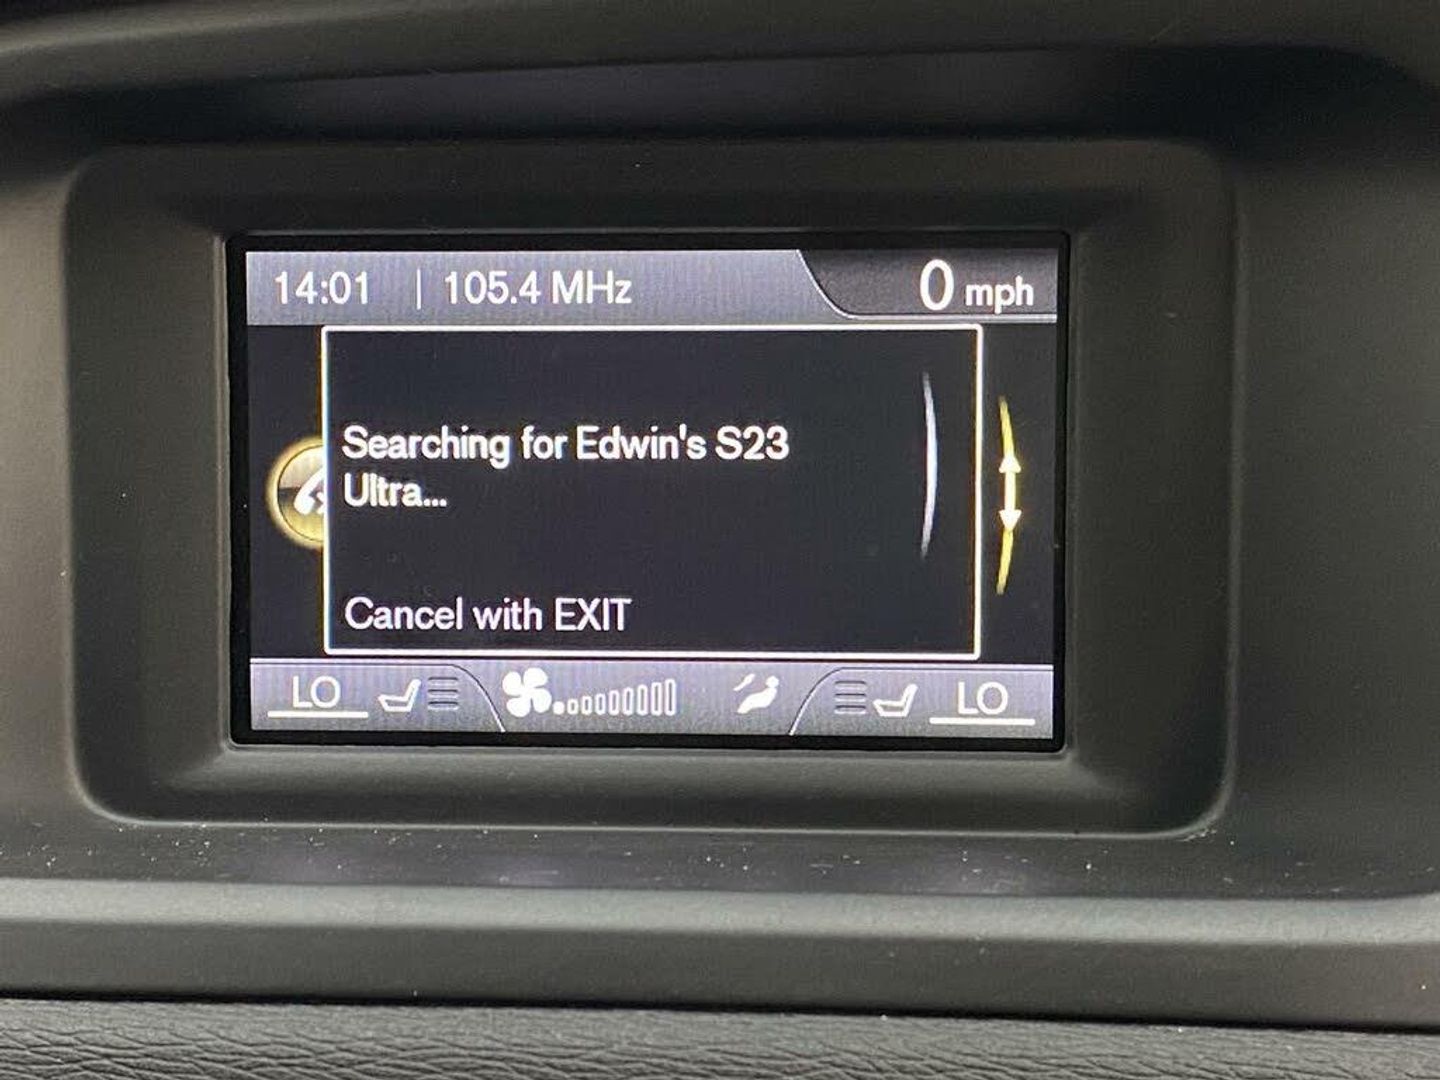 14:01 | 105.4 MHz 0 mph
Searching for Edwin's S23
Ultra...
Cancel with EXIT
LO LO